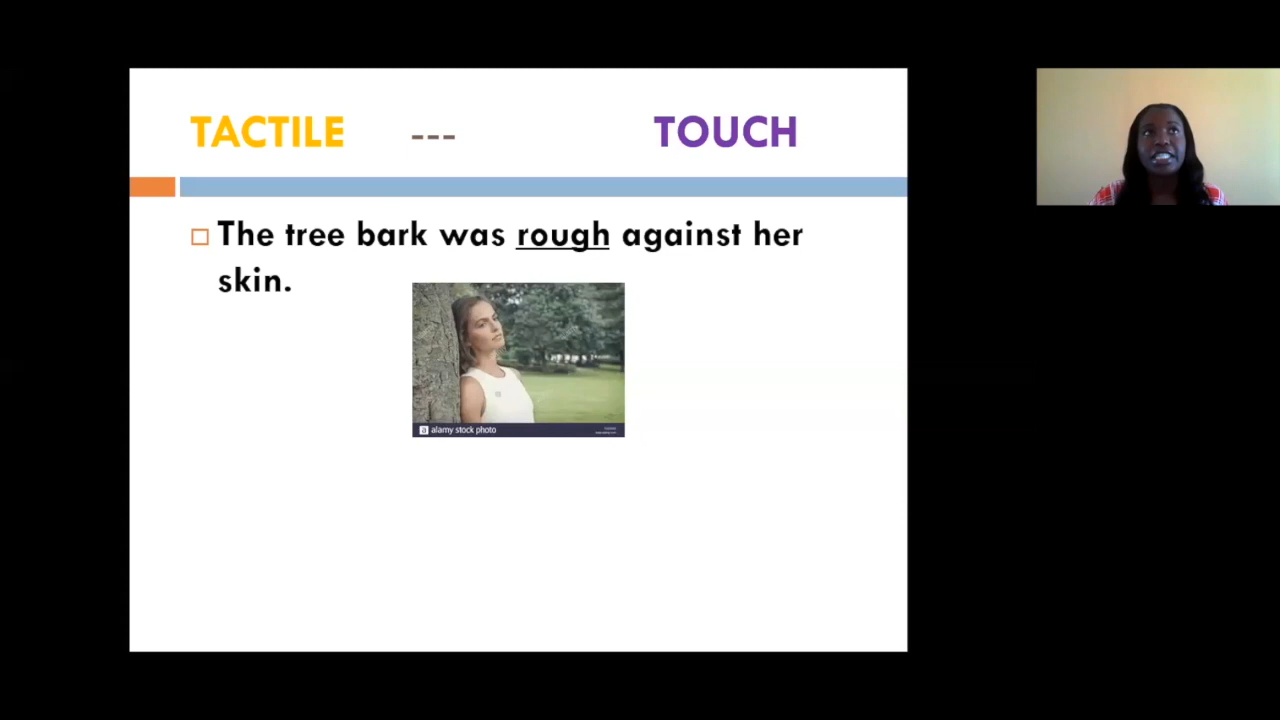 TACTILE --- TOUCH
The tree bark was rough against her
skin.
a alamy stock photo